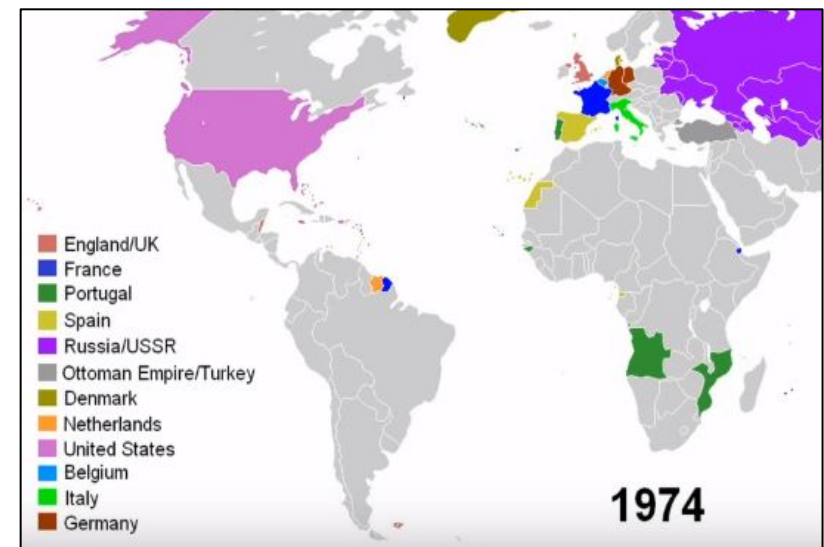 England/UK
France
Portugal
Spain
Russia/USSR
Ottoman Empire/Turkey
Denmark
Netherlands
United States
Belgium
Italy
Germany
1974